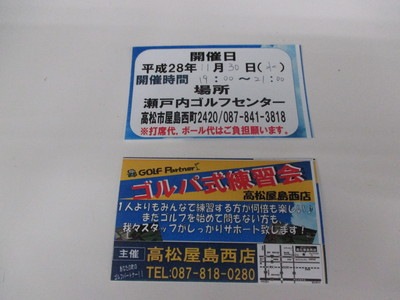 開催日
平成28年11月30日(水)
開催時間 19:00～21:00
場所
瀬戸内ゴルフセンター
高松市屋島西町2420/087-841-3818
※打席代、ボール代はご負担願います。
GOLF Partner
ゴルパ式練習会
高松屋島西店
1人よりもみんなで練習する方が何倍も楽しい!
まだゴルフを始めて間もない方も、
我々スタッフがしっかりサポート致します!
主催
高松屋島西店
TEL:087-818-0280